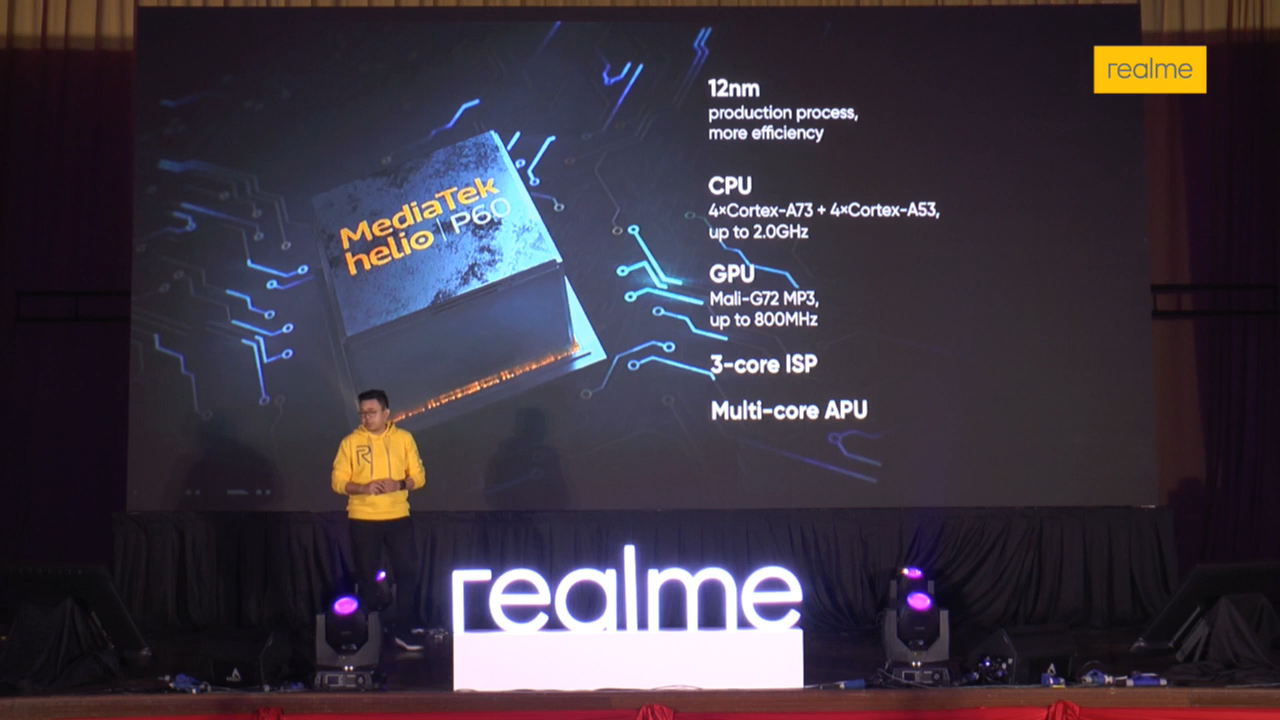 realme
12nm
production process,
more efficiency
MediaTek
helio | P60
CPU
4×Cortex-A73 + 4×Cortex-A53,
up to 2.0GHz
GPU
Mali-G72 MP3,
up to 800MHz
3-core ISP
Multi-core APU
R
realme